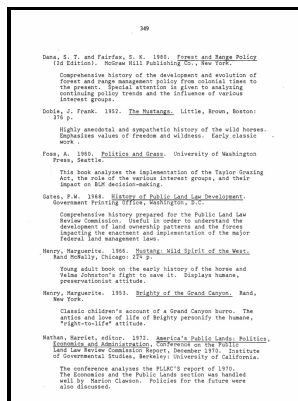 349
Dana, S. T. and Fairfax, S. K. 1980. Forest and Range Policy
(3d Edition). McGraw Hill Publishing Co., New York.
Comprehensive history of the development and evolution of
forest and range management policy from colonial times to
the present. Special attention is given to analyzing
continuing policy trends and the influence of various
interest groups.
Dobie, J. Frank. 1952. The Mustangs. Little, Brown, Boston:
376 p.
Highly anecdotal and sympathetic history of the wild horses.
Emphasizes values of freedom and wildness. Early classic
work.
Foss, A. 1960. Politics and Grass. University of Washington
Press, Seattle.
This book analyzes the implementation of the Taylor Grazing
Act, the role of the various interest groups, and their
impact on BLM decision-making.
Gates, P.W. 1968. History of Public Land Law Development.
Government Printing Office, Washington, D.C.
Comprehensive history prepared for the Public Land Law
Review Commission. Useful in order to understand the
development of land ownership patterns and the forces
impacting the enactment and implementation of the major
federal land management laws.
Henry, Marguerite. 1966. Mustang: Wild Spirit of the West.
Rand McNally, Chicago: 224 p.
Young adult book on the early history of the horse and
Velma Johnston's fight to save it. Displays humane,
preservationist attitude.
Henry, Marguerite. 1953. Brighty of the Grand Canyon. Rand,
New York.
Classic children's account of a Grand Canyon burro. The
antics and love of life of Brighty personify the humane,
"right-to-life" attitude.
Nathan, Harriet, editor. 1972. America's Public Lands: Politics,
Economics and Administration, Conference on the Public
Land Law Review Commission Report, December 1970. Institute
of Governmental Studies, Berkeley: University of California.
The conference analyses the PLLRC's report of 1970.
The Economics and the Public Lands section was handled
well by Marion Clawson. Policies for the future were
also discussed.